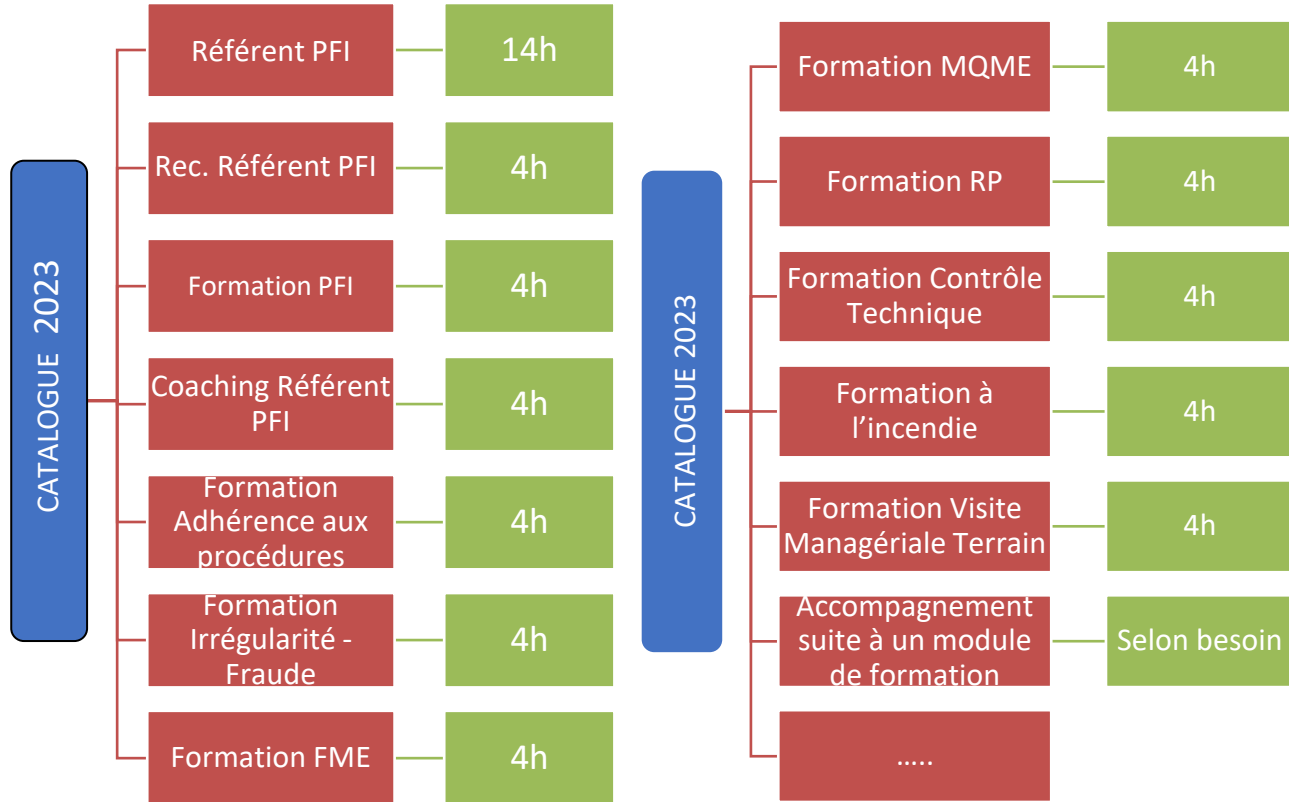 CATALOGUE 2023
Référent PFI
14h
Rec. Référent PFI
4h
Formation PFI
4h
Coaching Référent
PFI
4h
Formation
Adhérence aux
procédures
4h
Formation
Irrégularité -
Fraude
4h
Formation FME
4h
CATALOGUE 2023
Formation MQME
4h
Formation RP
4h
Formation Contrôle
Technique
4h
Formation à
l’incendie
4h
Formation Visite
Managériale Terrain
4h
Accompagnement
suite à un module
de formation
Selon besoin
…..